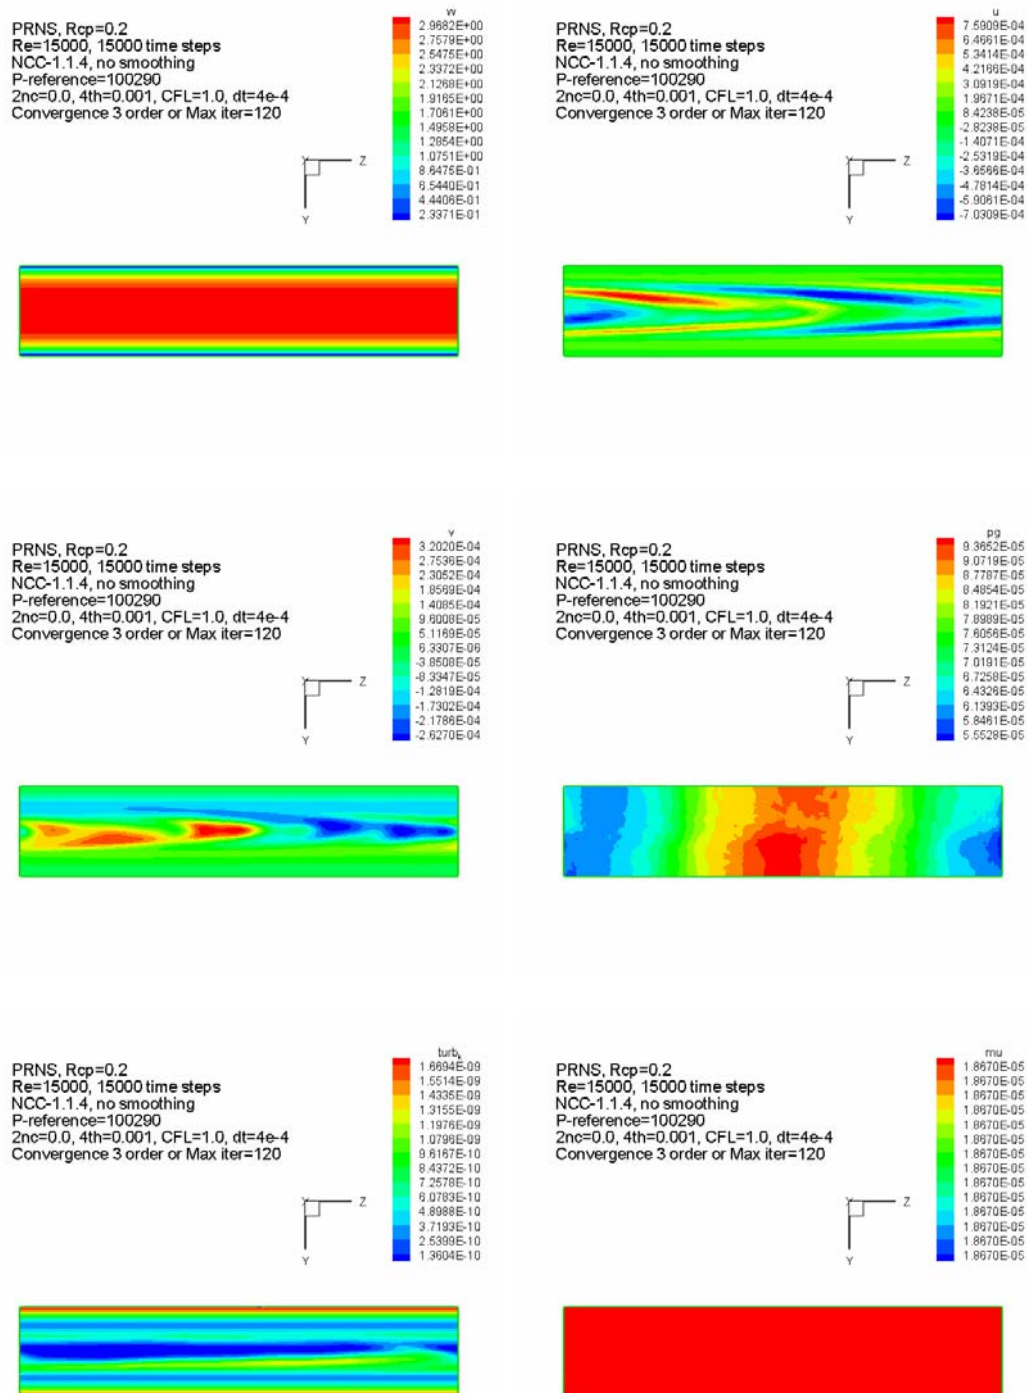 w
PRNS, Rcp=0.2
Re=15000, 15000 time steps
NCC-1.1.4, no smoothing
P-reference=100290
2nc=0.0, 4th=0.001, CFL=1.0, dt=4e-4
Convergence 3 order or Max iter=120
2.9682E+00
2.7579E+00
2.5475E+00
2.3372E+00
2.1268E+00
1.9165E+00
1.7061E+00
1.4958E+00
1.2854E+00
1.0751E+00
8.6475E-01
6.5440E-01
4.4406E-01
2.3371E-01
X
Z
Y
u
PRNS, Rcp=0.2
Re=15000, 15000 time steps
NCC-1.1.4, no smoothing
P-reference=100290
2nc=0.0, 4th=0.001, CFL=1.0, dt=4e-4
Convergence 3 order or Max iter=120
7.5909E-04
6.4661E-04
5.3414E-04
4.2166E-04
3.0919E-04
1.9671E-04
8.4238E-05
-2.8238E-05
-1.4071E-04
-2.5319E-04
-3.6566E-04
-4.7814E-04
-5.9061E-04
-7.0309E-04
X
Z
Y
v
PRNS, Rcp=0.2
Re=15000, 15000 time steps
NCC-1.1.4, no smoothing
P-reference=100290
2nc=0.0, 4th=0.001, CFL=1.0, dt=4e-4
Convergence 3 order or Max iter=120
3.2020E-04
2.7536E-04
2.3052E-04
1.8569E-04
1.4085E-04
9.6008E-05
5.1169E-05
6.3307E-06
-3.8508E-05
-8.3347E-05
-1.2819E-04
-1.7302E-04
-2.1786E-04
-2.6270E-04
X
Z
Y
pg
PRNS, Rcp=0.2
Re=15000, 15000 time steps
NCC-1.1.4, no smoothing
P-reference=100290
2nc=0.0, 4th=0.001, CFL=1.0, dt=4e-4
Convergence 3 order or Max iter=120
9.3652E-05
9.0719E-05
8.7787E-05
8.4854E-05
8.1921E-05
7.8989E-05
7.6056E-05
7.3124E-05
7.0191E-05
6.7258E-05
6.4326E-05
6.1393E-05
5.8461E-05
5.5528E-05
X
Z
Y
turbk
PRNS, Rcp=0.2
Re=15000, 15000 time steps
NCC-1.1.4, no smoothing
P-reference=100290
2nc=0.0, 4th=0.001, CFL=1.0, dt=4e-4
Convergence 3 order or Max iter=120
1.6694E-09
1.5514E-09
1.4335E-09
1.3155E-09
1.1976E-09
1.0796E-09
9.6167E-10
8.4372E-10
7.2578E-10
6.0783E-10
4.8988E-10
3.7193E-10
2.5399E-10
1.3604E-10
X
Z
Y
mu
PRNS, Rcp=0.2
Re=15000, 15000 time steps
NCC-1.1.4, no smoothing
P-reference=100290
2nc=0.0, 4th=0.001, CFL=1.0, dt=4e-4
Convergence 3 order or Max iter=120
1.8670E-05
1.8670E-05
1.8670E-05
1.8670E-05
1.8670E-05
1.8670E-05
1.8670E-05
1.8670E-05
1.8670E-05
1.8670E-05
1.8670E-05
1.8670E-05
1.8670E-05
1.8670E-05
X
Z
Y